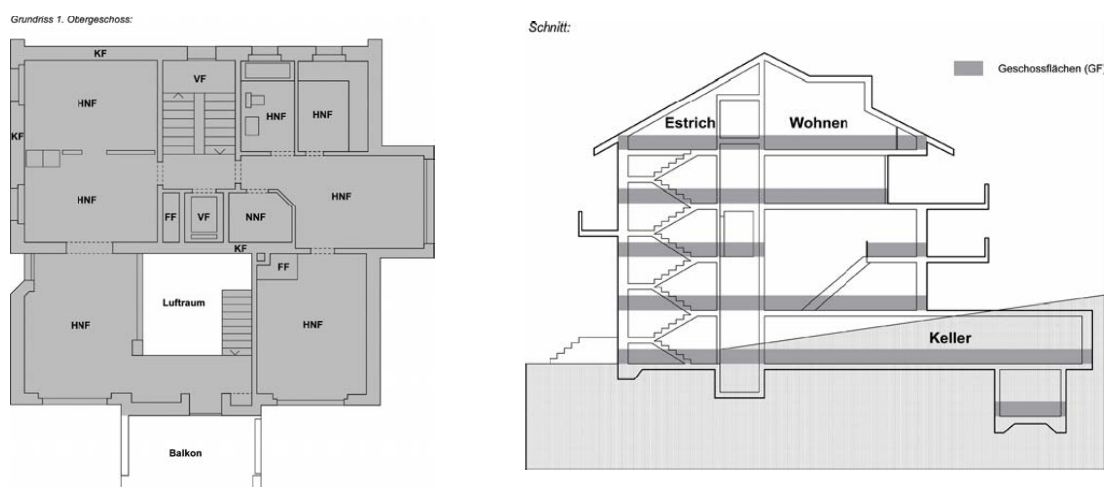 Grundriss 1. Obergeschoss:
KF
VF
HNF
HNF
HNF
KF
HNF
HNF
FF
VF
NNF
KF
FF
Luftraum
HNF
HNF
Balkon
Schnitt:
Geschossflächen (GF)
Estrich
Wohnen
Keller